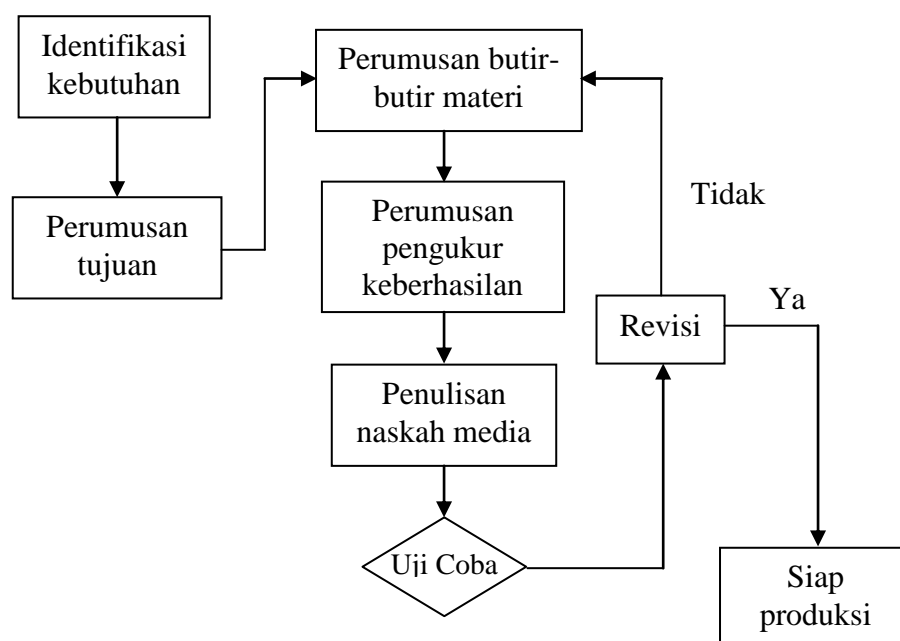 Identifikasi
kebutuhan
Perumusan
tujuan
Perumusan butir-
butir materi
Perumusan
pengukur
keberhasilan
Penulisan
naskah media
Uji Coba
Revisi
Tidak
Ya
Siap
produksi